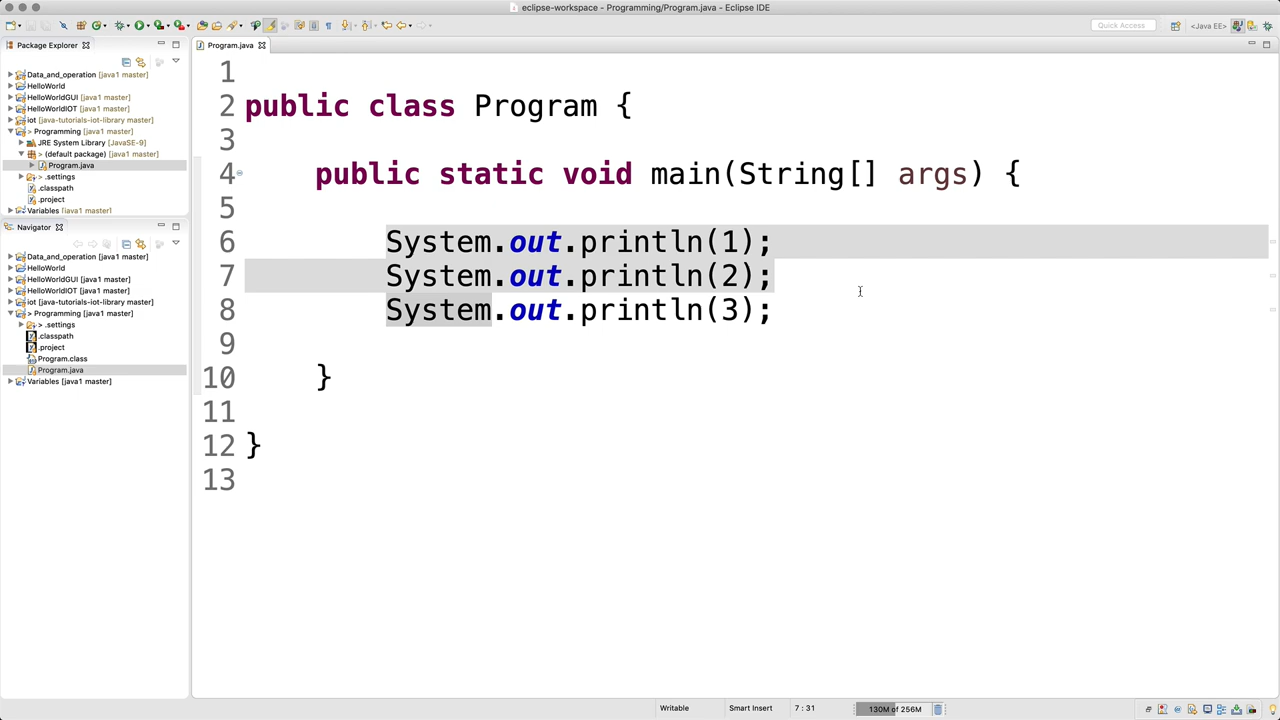 eclipse-workspace - Programming/Program.java - Eclipse IDE
Quick Access
<Java EE>
Package Explorer
Data_and_operation [java1 master]
HelloWorld
HelloWorldGUI [java1 master]
HelloWorldIOT [java1 master]
iot [java-tutorials-iot-library master]
> Programming [java1 master]
JRE System Library [JavaSE-9]
> (default package) [java1 master]
> Program.java
> .settings
.classpath
.project
Variables [java1 master]
Navigator
Data_and_operation [java1 master]
HelloWorld
HelloWorldGUI [java1 master]
HelloWorldIOT [java1 master]
iot [java-tutorials-iot-library master]
> Programming [java1 master]
> .settings
.classpath
.project
Program.class
Program.java
Variables [java1 master]
Program.java
1
2 public class Program {
3
4 public static void main(String[] args) {
5
6 System.out.println(1);
7 System.out.println(2);
8 System.out.println(3);
9
10 }
11
12 }
13
Writable Smart Insert 7 : 31 130M of 256M